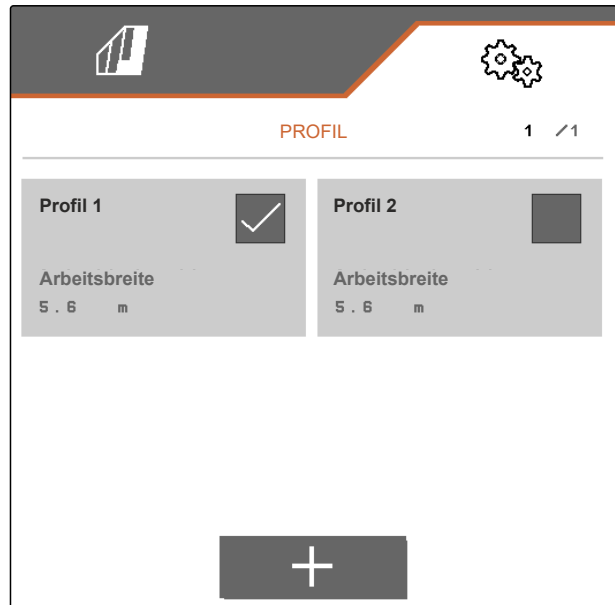 PROFIL 1 /1
Profil 1
Arbeitsbreite
5.6 m
Profil 2
Arbeitsbreite
5.6 m